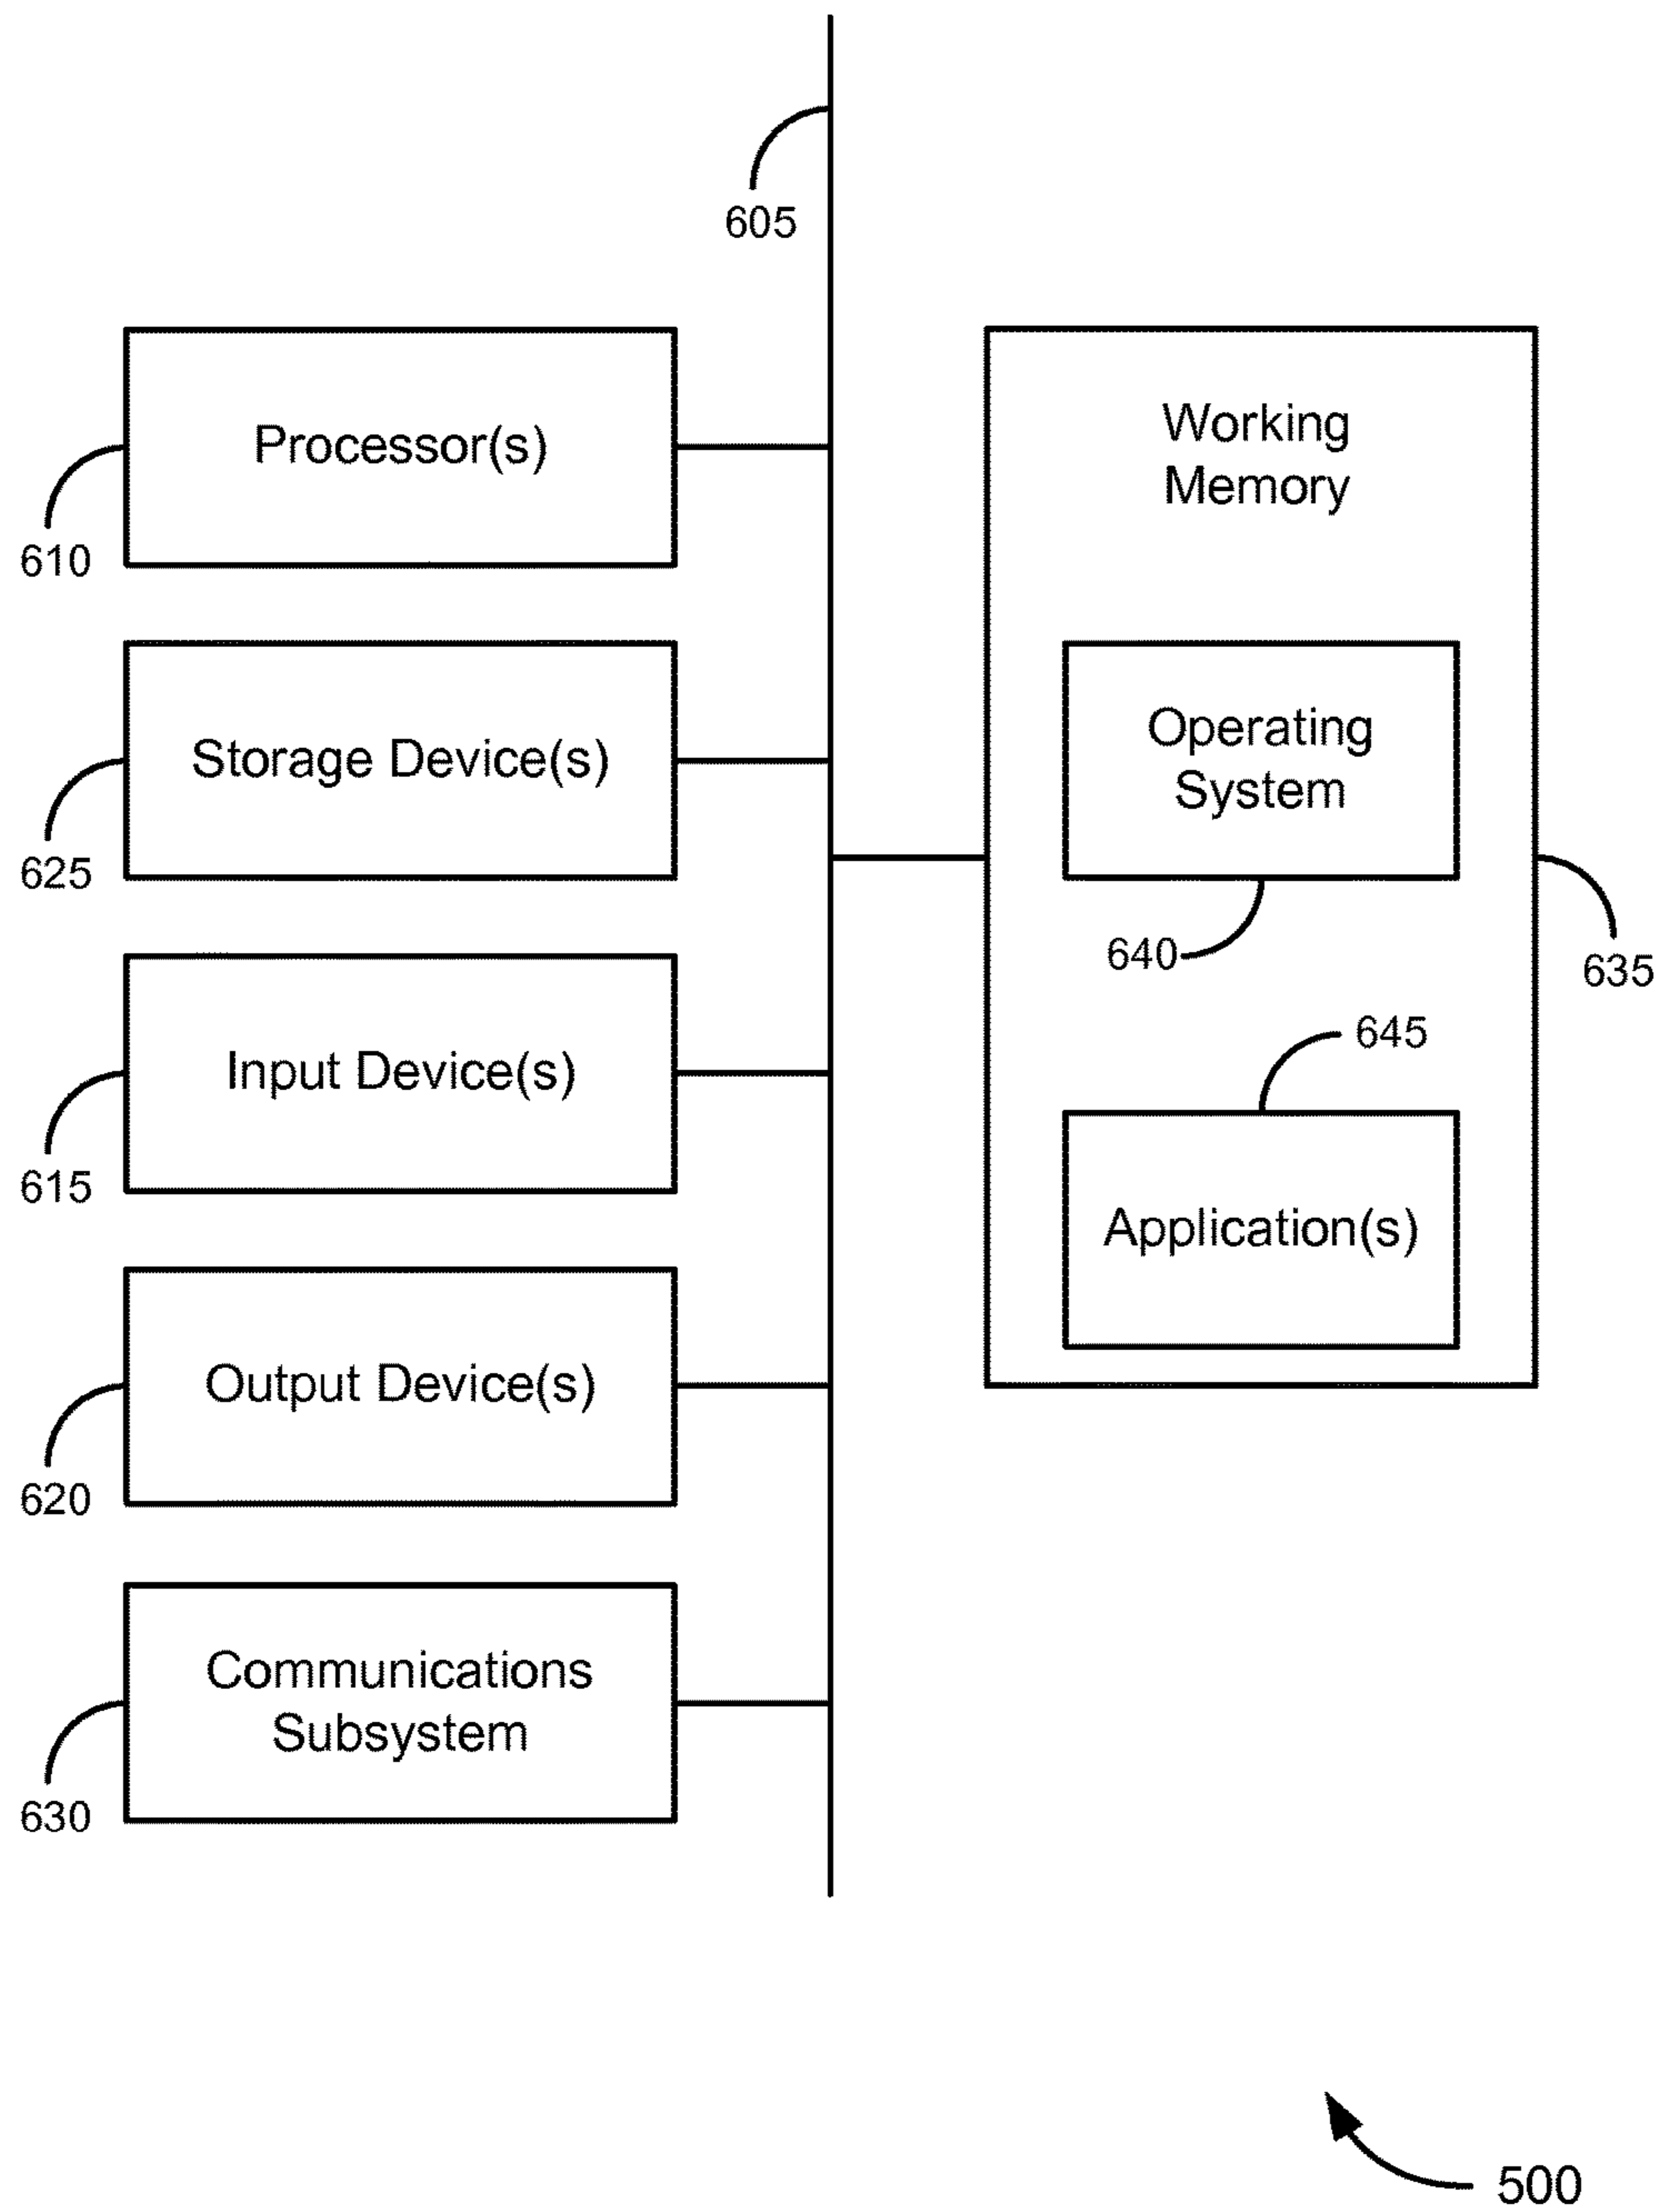 605
Processor(s)
610
Storage Device(s)
625
Input Device(s)
615
Output Device(s)
620
Communications
Subsystem
630
Working
Memory
Operating
System
640
635
645
Application(s)
500